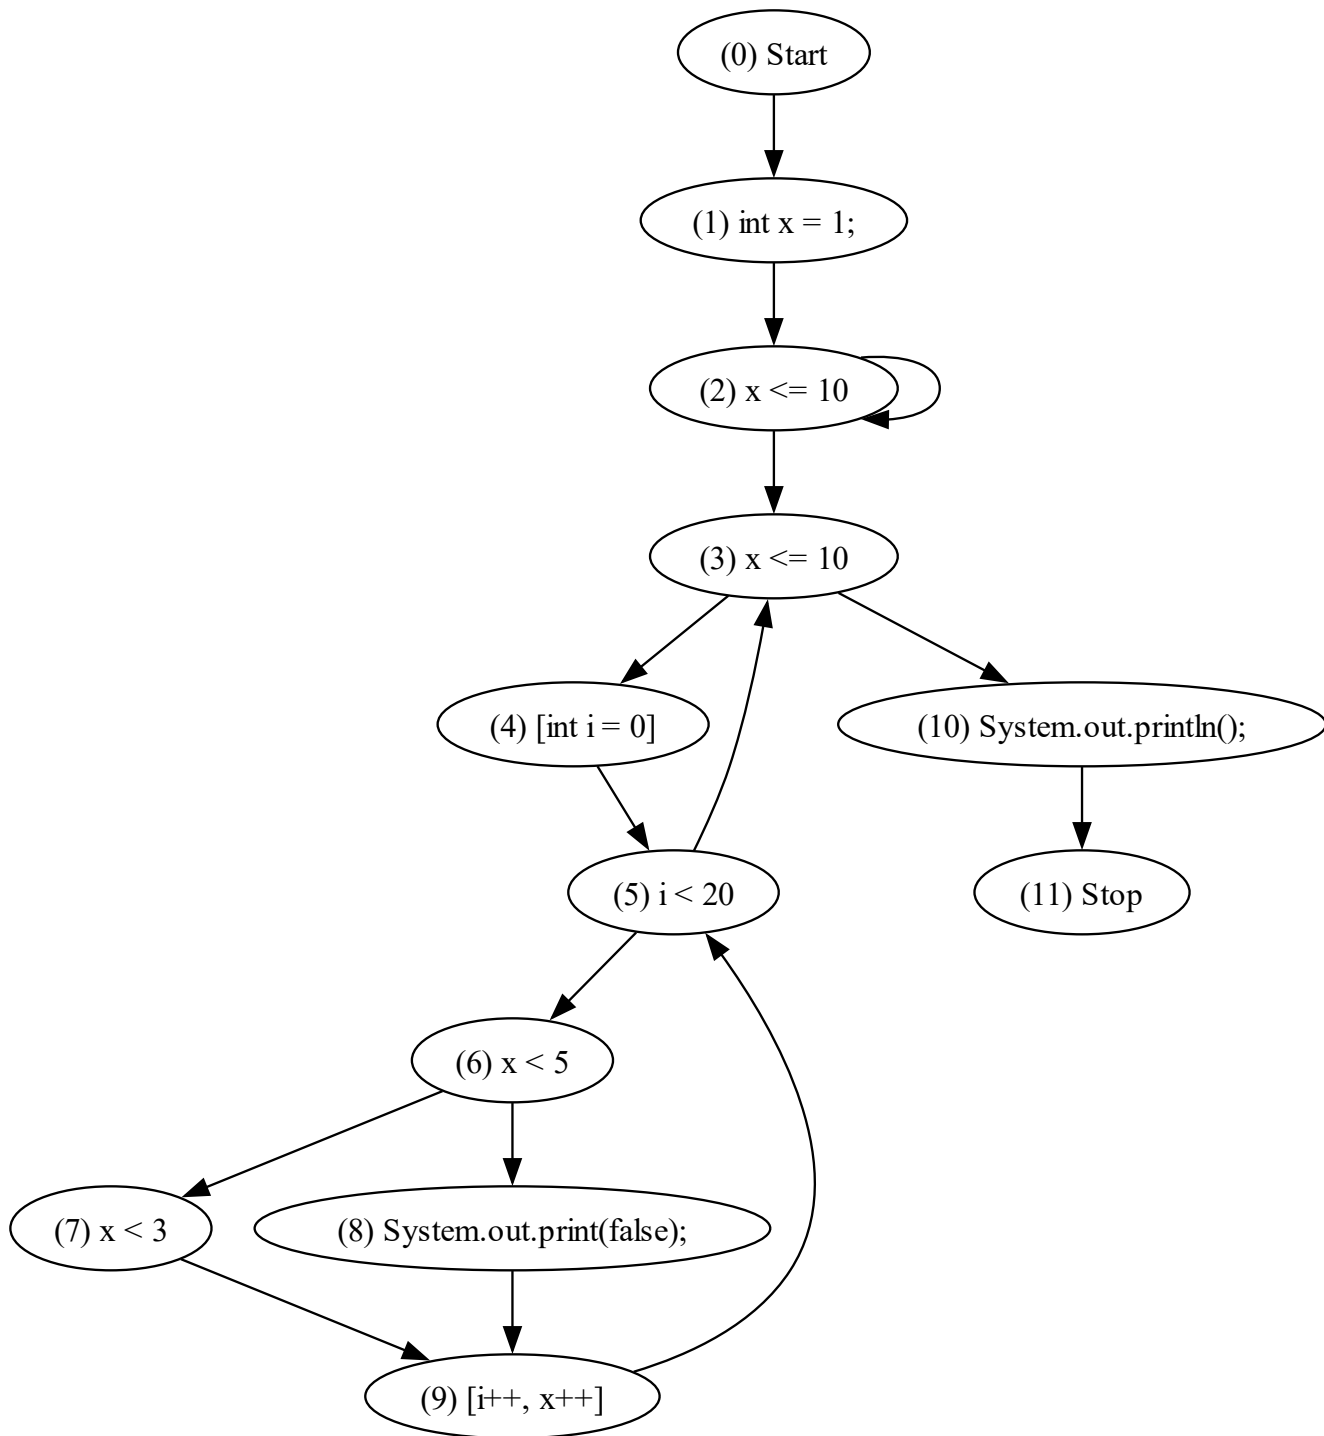 (0) Start
(1) int x = 1;
(2) x <= 10
(3) x <= 10
(4) [int i = 0]
(10) System.out.println();
(5) i < 20
(11) Stop
(6) x < 5
(7) x < 3
(8) System.out.print(false);
(9) [i++, x++]